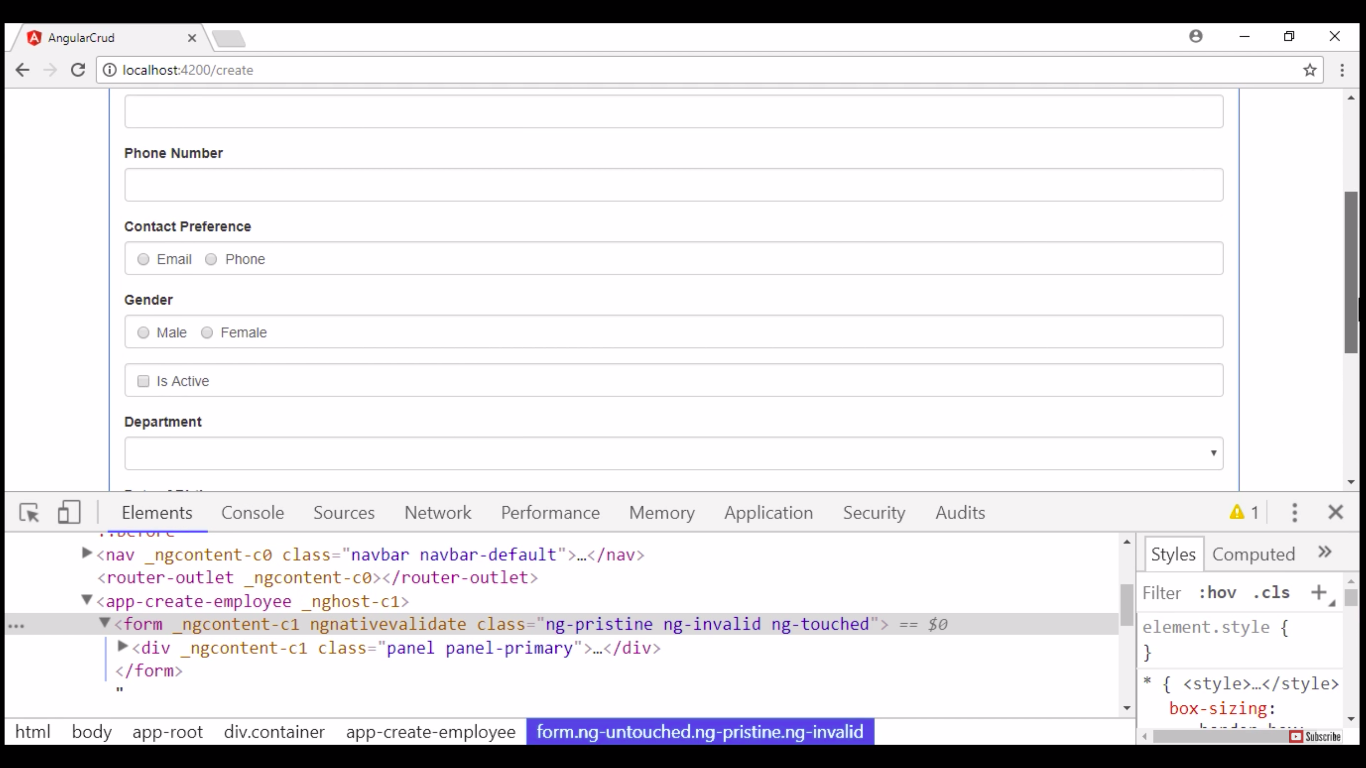 AngularCrud
localhost:4200/create
Phone Number
Contact Preference
Email Phone
Gender
Male Female
Is Active
Department
Elements Console Sources Network Performance Memory Application Security Audits 1
::before
<nav _ngcontent-c0 class="navbar navbar-default">…</nav>
<router-outlet _ngcontent-c0></router-outlet>
<app-create-employee _nghost-c1>
<form _ngcontent-c1 ngnativevalidate class="ng-pristine ng-invalid ng-touched"> == $0
<div _ngcontent-c1 class="panel panel-primary">…</div>
</form>
"
html body app-root div.container app-create-employee form.ng-untouched.ng-pristine.ng-invalid
Styles Computed »
Filter :hov .cls +
element.style {
}
* { <style>…</style>
box-sizing:
Subscribe